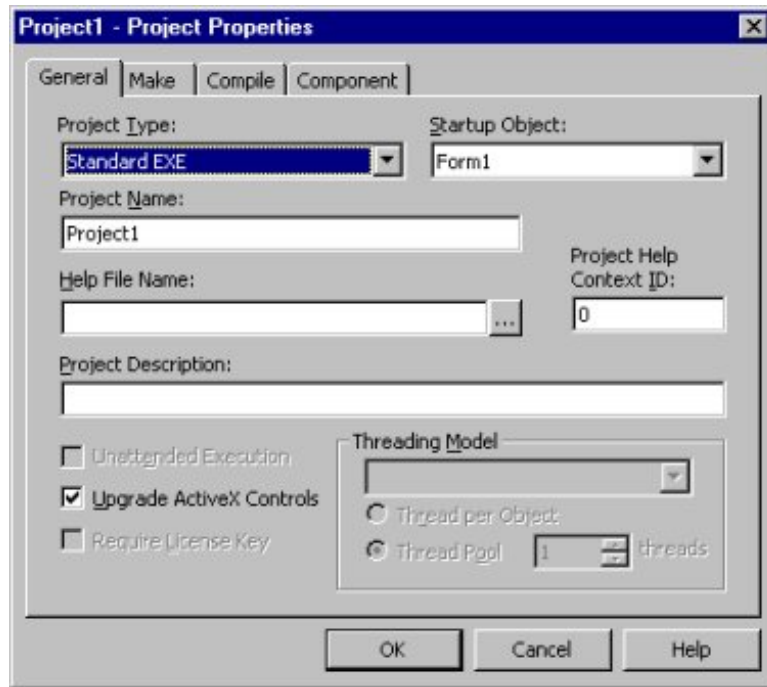 Project1 - Project Properties
General Make Compile Component
Project Type: Startup Object:
Standard EXE Form1
Project Name:
Project1
Project Help
Help File Name: Context ID:
... 0
Project Description:
Unattended Execution Threading Model
Upgrade ActiveX Controls
Thread per Object
Require License Key Thread Pool 1 threads
OK Cancel Help